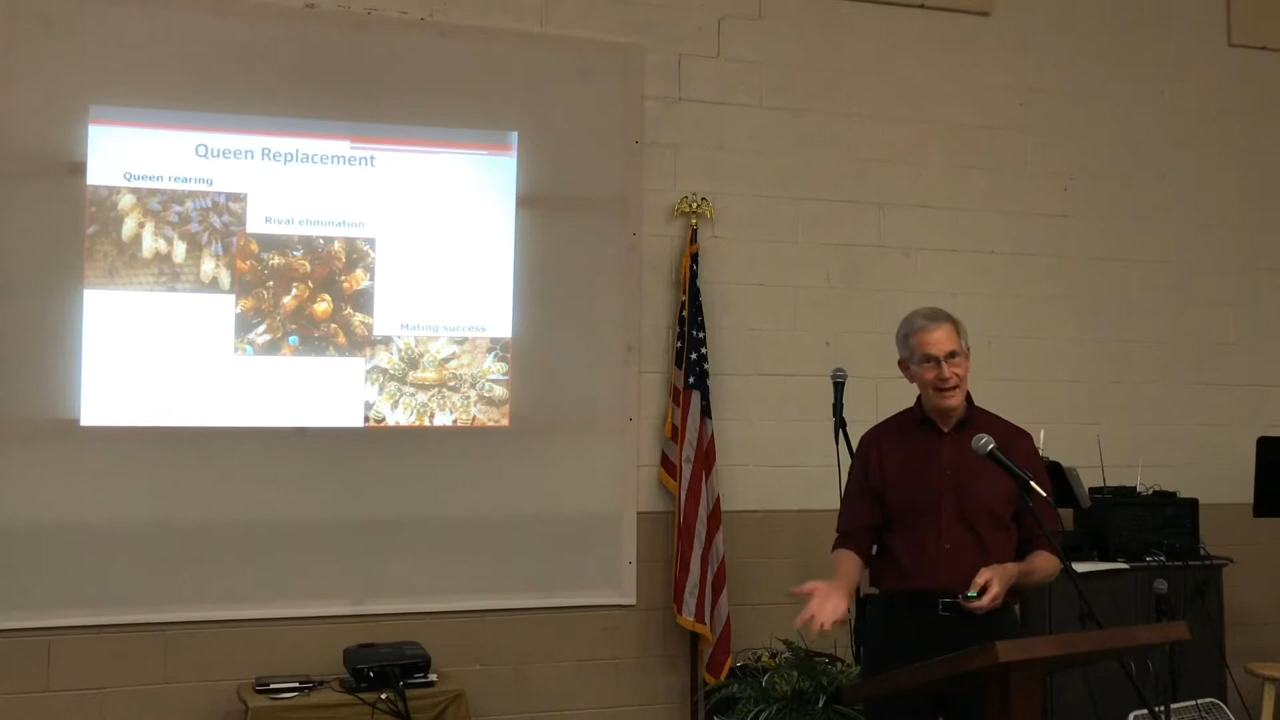 Queen Replacement
Queen rearing
Rival elimination
Mating success